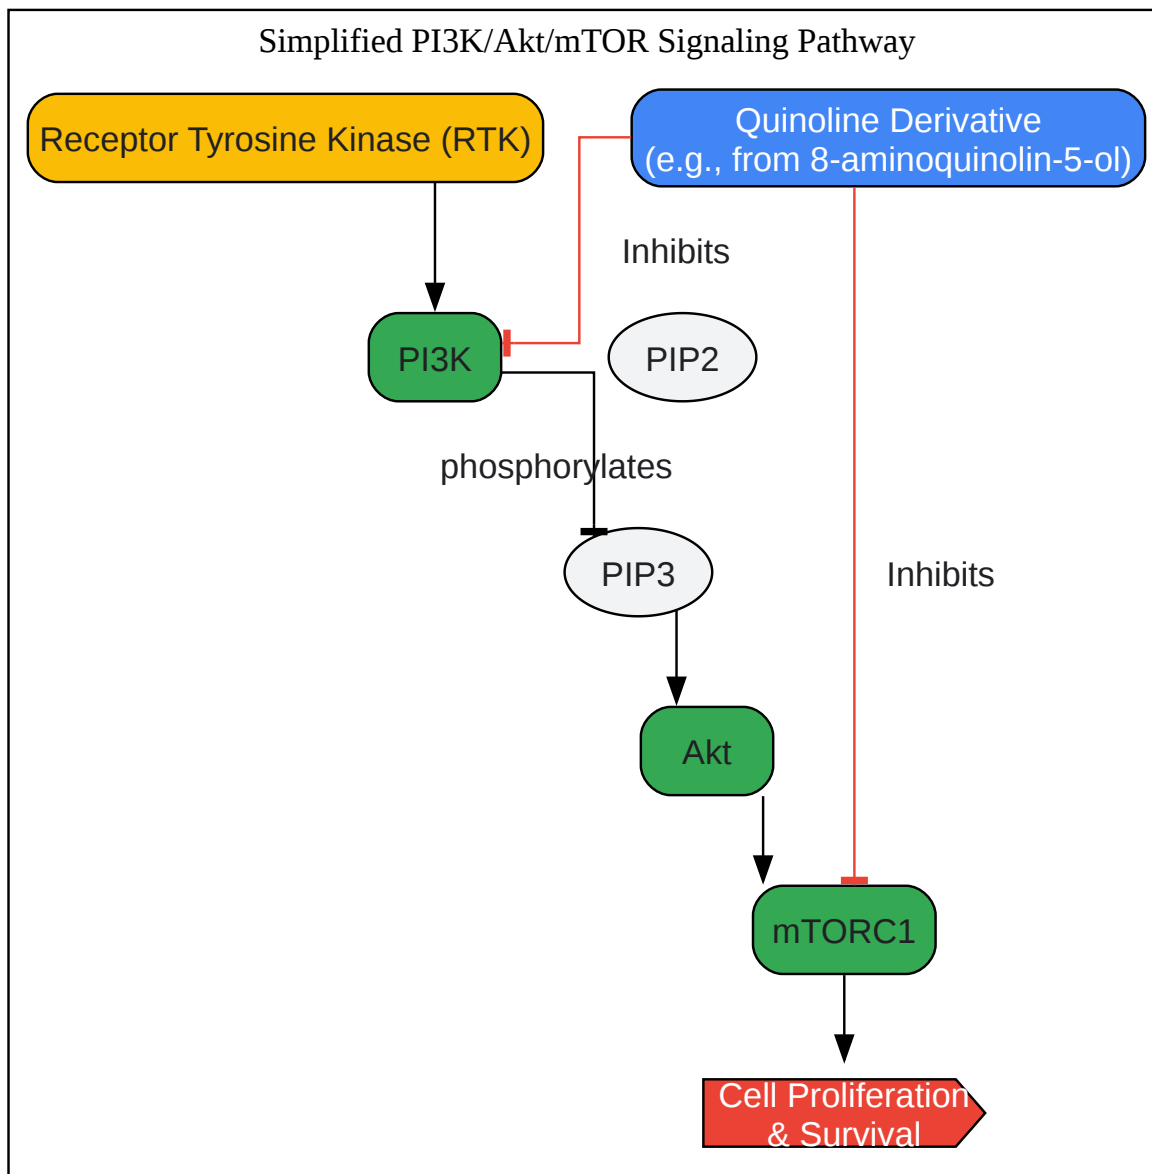 Simplified PI3K/Akt/mTOR Signaling Pathway
Receptor Tyrosine Kinase (RTK)
Quinoline Derivative
(e.g., from 8-aminoquinolin-5-ol)
Inhibits
PI3K
PIP2
phosphorylates
PIP3
Inhibits
Akt
mTORC1
Cell Proliferation
& Survival